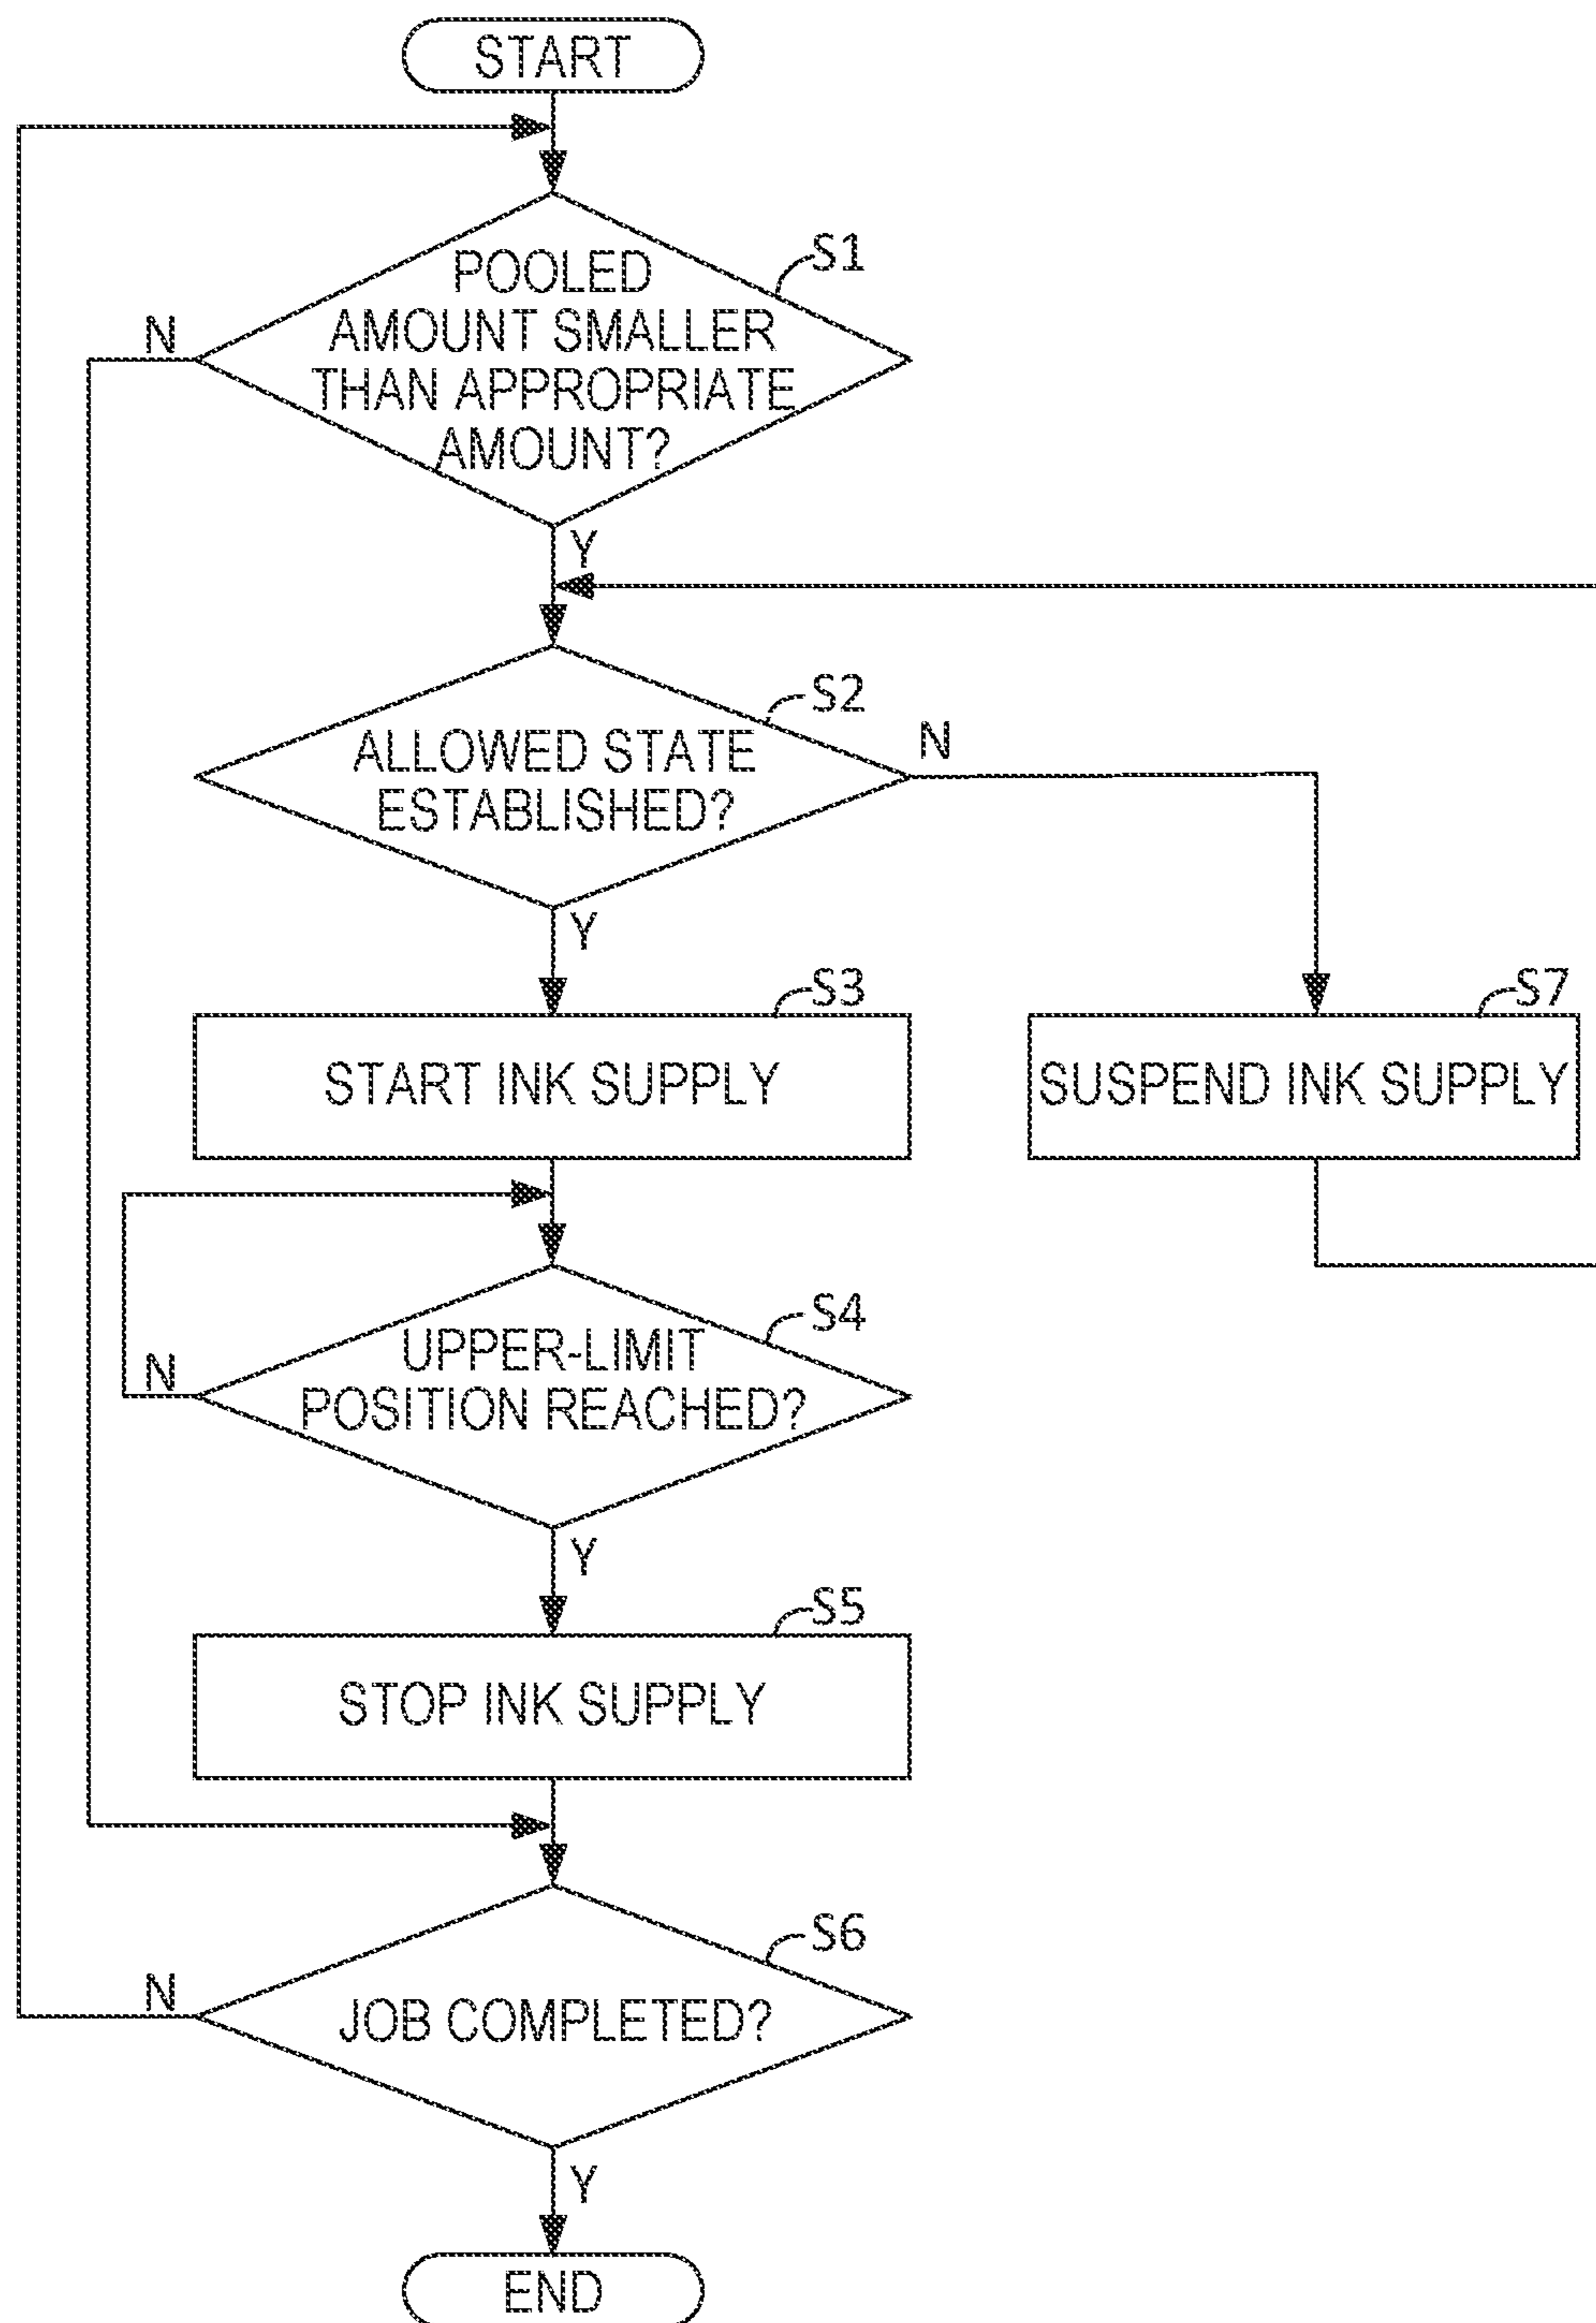 START
S1
POOLED
AMOUNT SMALLER
THAN APPROPRIATE
AMOUNT?
N
Y
S2
ALLOWED STATE
ESTABLISHED?
N
Y
S3
START INK SUPPLY
S7
SUSPEND INK SUPPLY
S4
UPPER-LIMIT
POSITION REACHED?
N
Y
S5
STOP INK SUPPLY
S6
JOB COMPLETED?
N
Y
END